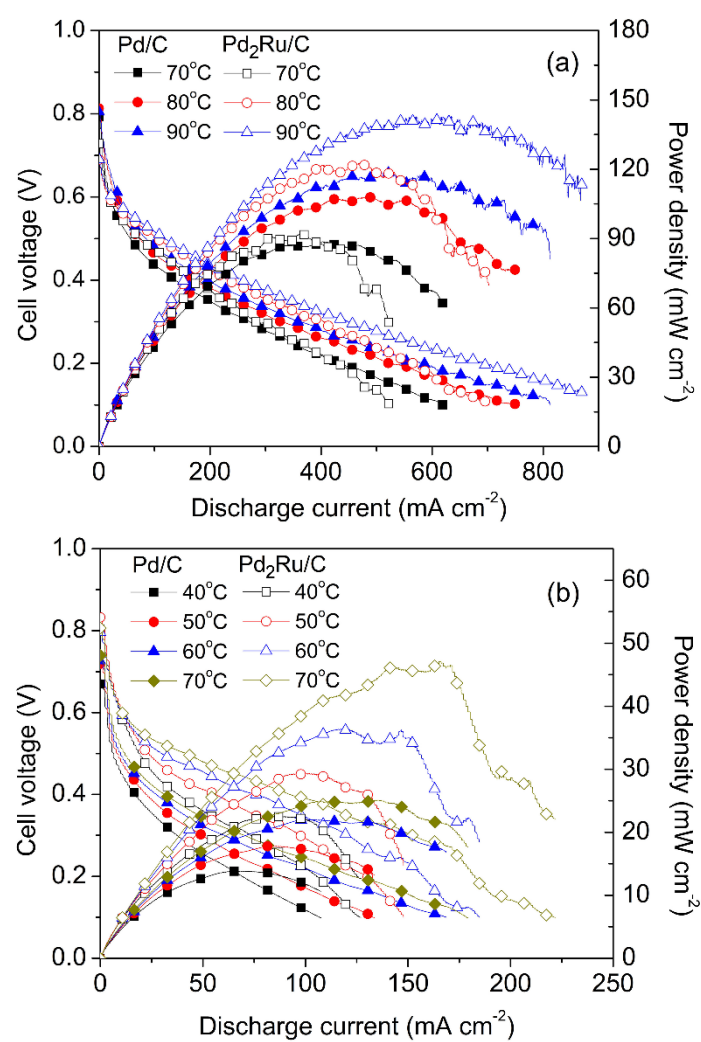 (a)
Pd/C Pd₂Ru/C
70°C 70°C
80°C 80°C
90°C 90°C
Cell voltage (V)
1.0
0.8
0.6
0.4
0.2
0.0
Power density (mW cm⁻²)
180
150
120
90
60
30
0
0 200 400 600 800
Discharge current (mA cm⁻²)
(b)
Pd/C Pd₂Ru/C
40°C 40°C
50°C 50°C
60°C 60°C
70°C 70°C
Cell voltage (V)
1.0
0.8
0.6
0.4
0.2
0.0
Power density (mW cm⁻²)
60
50
40
30
20
10
0
0 50 100 150 200 250
Discharge current (mA cm⁻²)